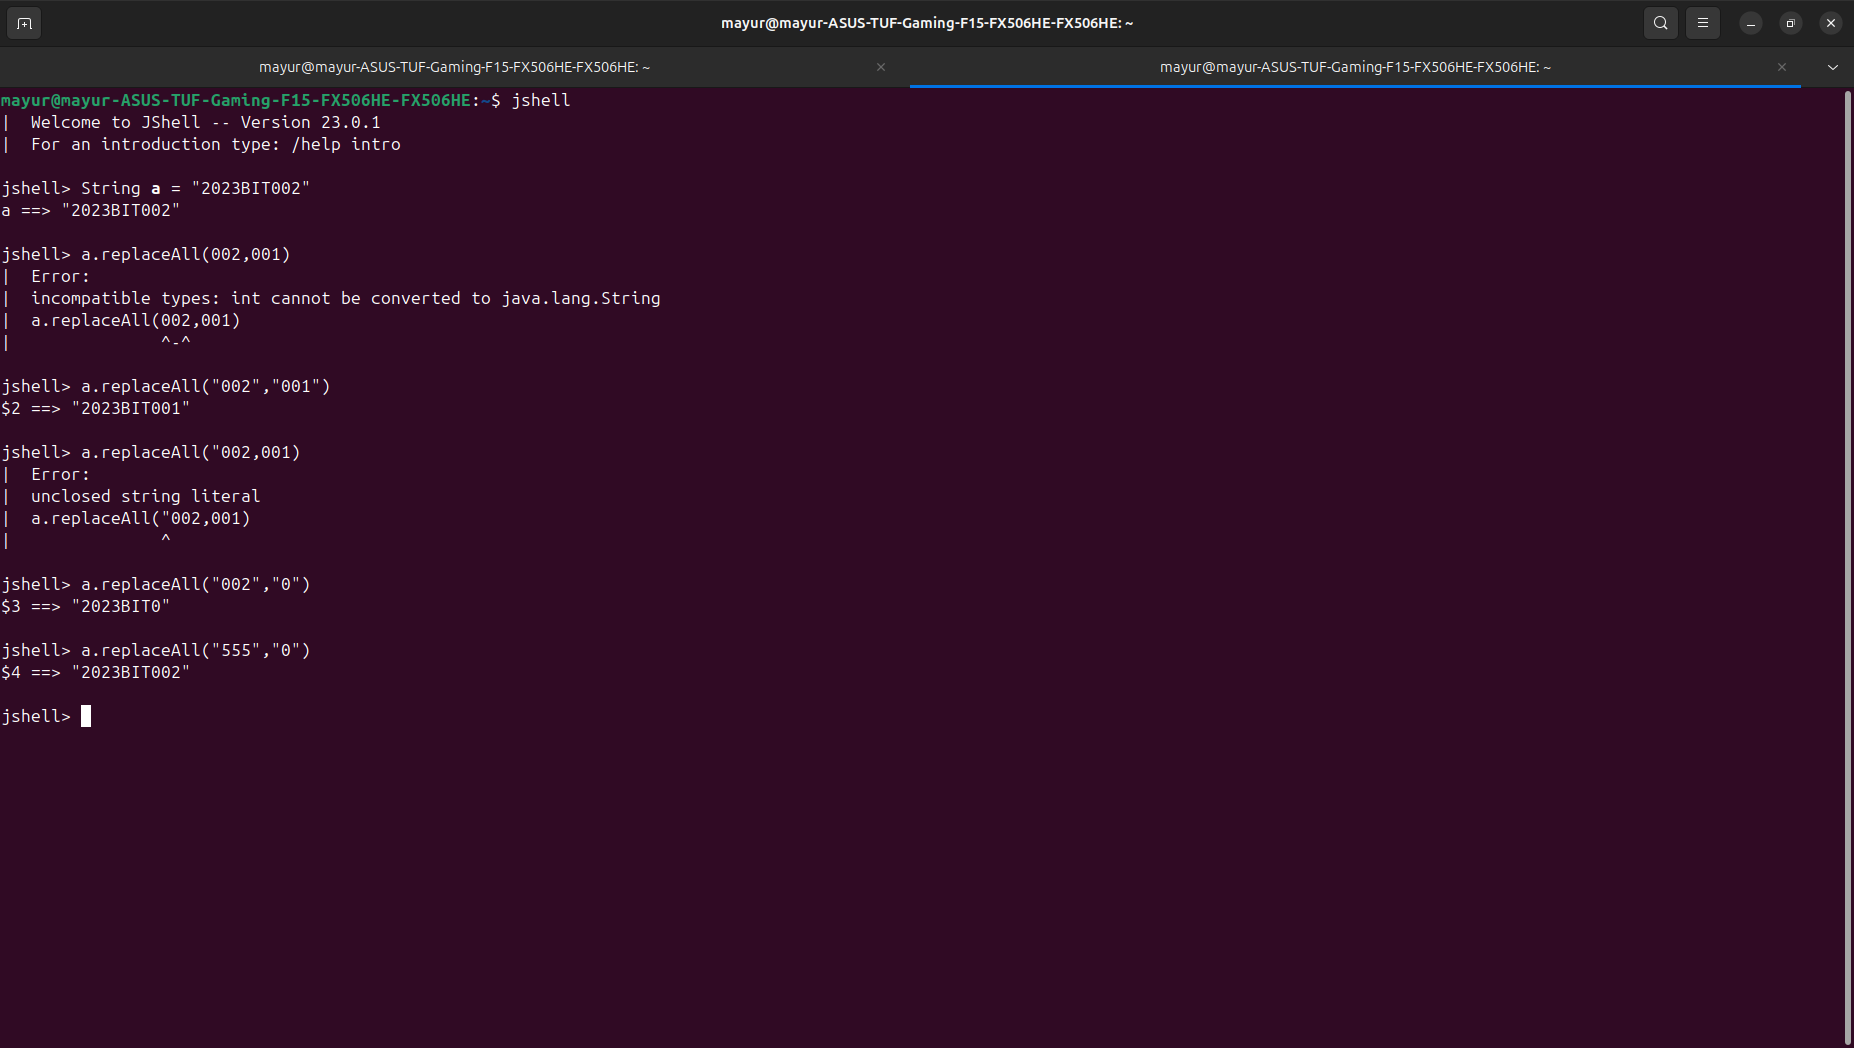 mayur@mayur-ASUS-TUF-Gaming-F15-FX506HE-FX506HE: ~
mayur@mayur-ASUS-TUF-Gaming-F15-FX506HE-FX506HE: ~
mayur@mayur-ASUS-TUF-Gaming-F15-FX506HE-FX506HE: ~
mayur@mayur-ASUS-TUF-Gaming-F15-FX506HE-FX506HE:~$ jshell
|  Welcome to JShell -- Version 23.0.1
|  For an introduction type: /help intro
jshell> String a = "2023BIT002"
a ==> "2023BIT002"
jshell> a.replaceAll(002,001)
|  Error:
|  incompatible types: int cannot be converted to java.lang.String
|  a.replaceAll(002,001)
|               ^-^
jshell> a.replaceAll("002","001")
$2 ==> "2023BIT001"
jshell> a.replaceAll("002,001)
|  Error:
|  unclosed string literal
|  a.replaceAll("002,001)
|               ^
jshell> a.replaceAll("002","0")
$3 ==> "2023BIT0"
jshell> a.replaceAll("555","0")
$4 ==> "2023BIT002"
jshell>